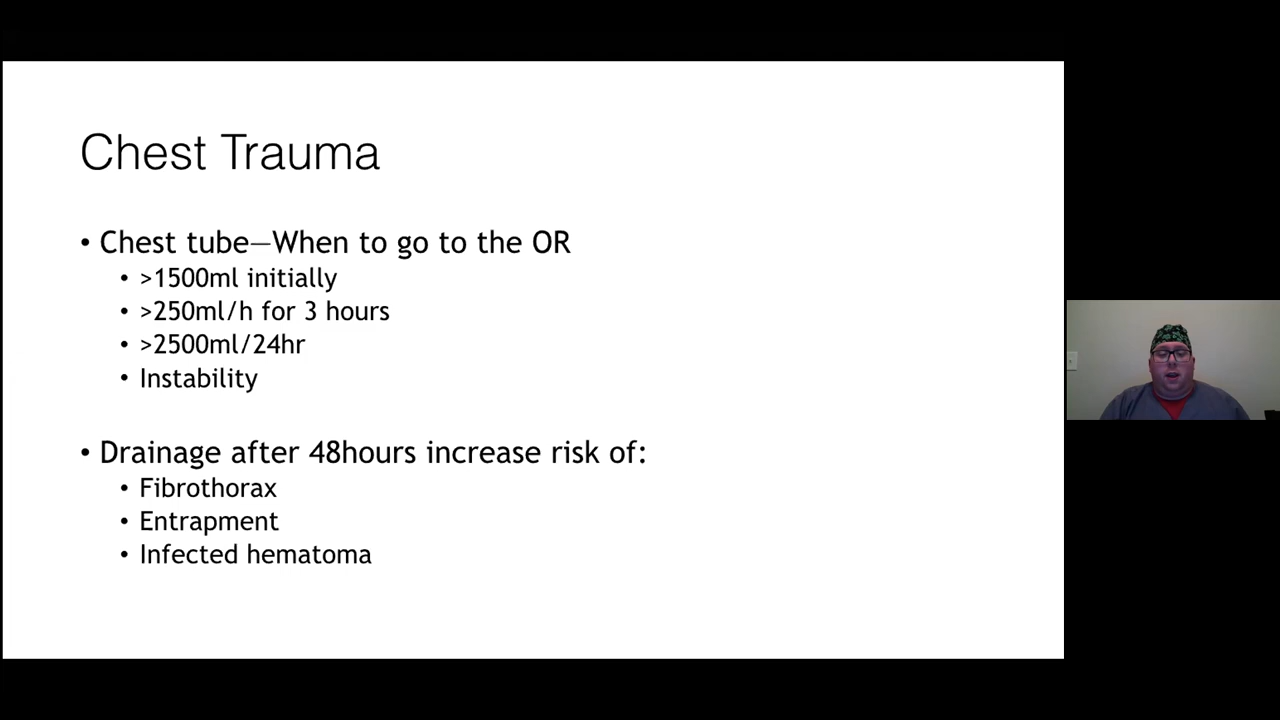 Chest Trauma
• Chest tube—When to go to the OR
• >1500ml initially
• >250ml/h for 3 hours
• >2500ml/24hr
• Instability
• Drainage after 48hours increase risk of:
• Fibrothorax
• Entrapment
• Infected hematoma